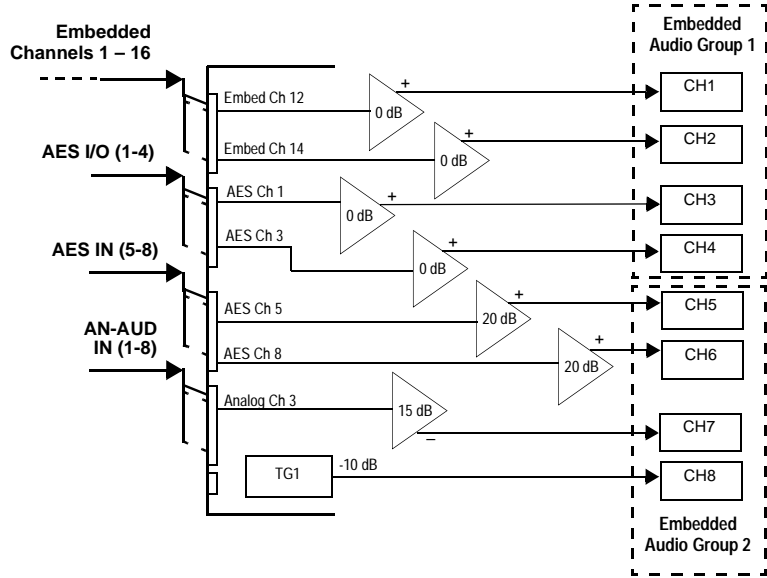 Embedded
Channels 1 – 16
Embedded
Audio Group 1
Embed Ch 12
+
0 dB
CH1
Embed Ch 14
+
0 dB
CH2
AES I/O (1-4)
AES Ch 1
+
0 dB
CH3
AES Ch 3
+
0 dB
CH4
AES IN (5-8)
AES Ch 5
+
20 dB
CH5
AN-AUD
IN (1-8)
AES Ch 8
+
20 dB
CH6
Analog Ch 3
15 dB
–
CH7
TG1
-10 dB
CH8
Embedded
Audio Group 2